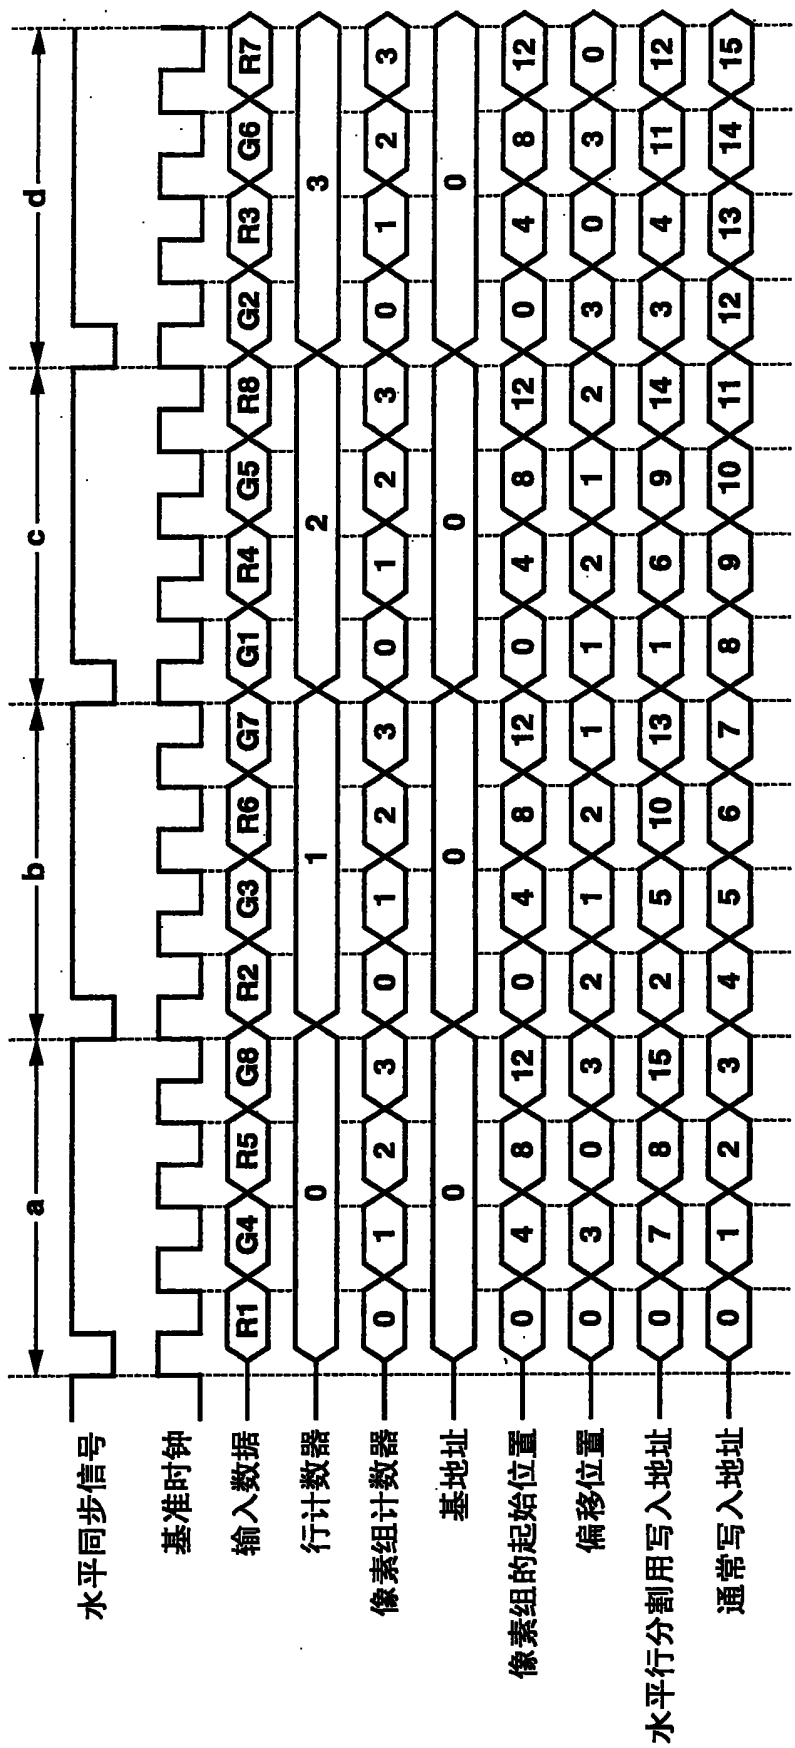 a b c d
水平同步信号
基准时钟
输入数据 R1 G4 R5 G8 R2 G3 R6 G7 G1 R4 G5 R8 G2 R3 G6 R7
行计数器 0 1 2 3
像素组计数器 0 1 2 3 0 1 2 3 0 1 2 3 0 1 2 3
基地址 0 0 0 0
像素组的起始位置 0 4 8 12 0 4 8 12 0 4 8 12 0 4 8 12
偏移位置 0 3 0 3 2 1 2 1 1 2 1 2 3 0 3 0
水平行分割用写入地址 0 7 8 15 2 5 10 13 1 6 9 14 3 4 11 12
通常写入地址 0 1 2 3 4 5 6 7 8 9 10 11 12 13 14 15